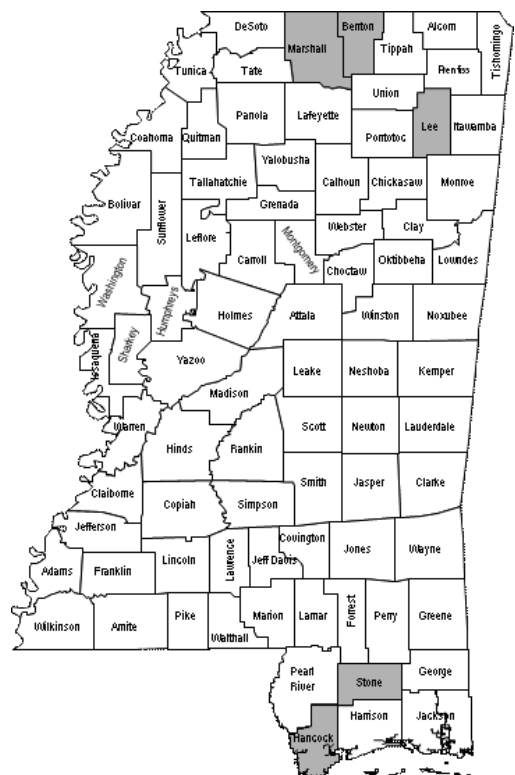 DeSoto
Marshall
Benton
Alcorn
Tippah
Tishomingo
Tunica
Tate
Prentiss
Union
Panola
Lafeyette
Lee
Itawamba
Coahoma
Quitman
Pontotoc
Yalobusha
Tallahatchie
Calhoun
Chickasaw
Monroe
Bolivar
Sunflower
Grenada
Leflore
Webster
Clay
Carroll
Montgomery
Choctaw
Oktibbeha
Lowndes
Washington
Humphreys
Holmes
Attala
Winston
Noxubee
Issaquena
Sharkey
Yazoo
Leake
Neshoba
Kemper
Madison
Warren
Hinds
Rankin
Scott
Newton
Lauderdale
Claiborne
Copiah
Simpson
Smith
Jasper
Clarke
Jefferson
Lincoln
Lawrence
Jeff Davis
Covington
Jones
Wayne
Adams
Franklin
Wilkinson
Amite
Pike
Walthall
Marion
Lamar
Forrest
Perry
Greene
Pearl
River
Stone
George
Hancock
Harrison
Jackson